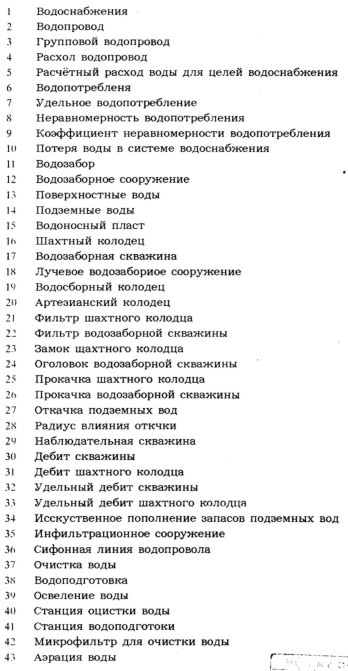 1 Водоснабжения
2 Водопровод
3 Групповой водопровод
4 Расхол водопровод
5 Расчётный расход воды для целей водоснабжения
6 Водопотребленя
7 Удельное водопотребление
8 Неравномерность водопотребления
9 Коэффициент неравномерности водопотребления
10 Потеря воды в системе водоснабжения
11 Водозабор
12 Водозаборное сооружение
13 Поверхностные воды
14 Подземные воды
15 Водоносный пласт
16 Шахтный колодец
17 Водозаборная скважина
18 Лучевое водозабориое сооружение
19 Водосборный колодец
20 Артезианский колодец
21 Фильтр шахтного колодца
22 Фильтр водозаборной скважины
23 Замок щахтного колодца
24 Оголовок водозаборной скважины
25 Прокачка шахтного колодца
26 Прокачка водозаборной скважины
27 Откачка подземных вод
28 Радиус влияния откчки
29 Наблюдательная скважина
30 Дебит скважины
31 Дебит шахтного колодца
32 Удельный дебит скважины
33 Удельный дебит шахтного колодца
34 Исскуственное пополнение запасов подземных вод
35 Инфильтрационное сооружение
36 Сифонная линия водопровола
37 Очистка воды
38 Водоподготовка
39 Осветление воды
40 Станция оцистки воды
41 Станция водоподготоки
42 Микрофильтр для очистки воды
43 Аэрация воды